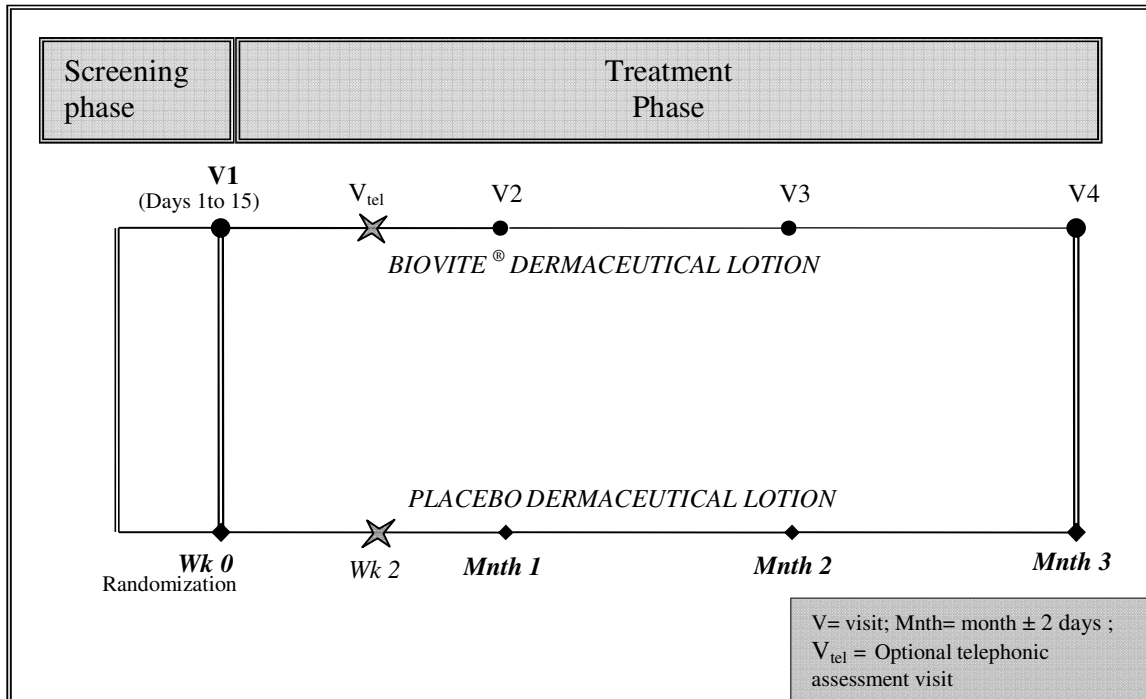 Screening
phase
Treatment
Phase
V1
(Days 1to 15)
Vtel
V2
V3
V4
BIOVITE ® DERMACEUTICAL LOTION
PLACEBO DERMACEUTICAL LOTION
Wk 0
Wk 2
Mnth 1
Mnth 2
Mnth 3
Randomization
V= visit; Mnth= month ± 2 days ;
Vtel = Optional telephonic
assessment visit